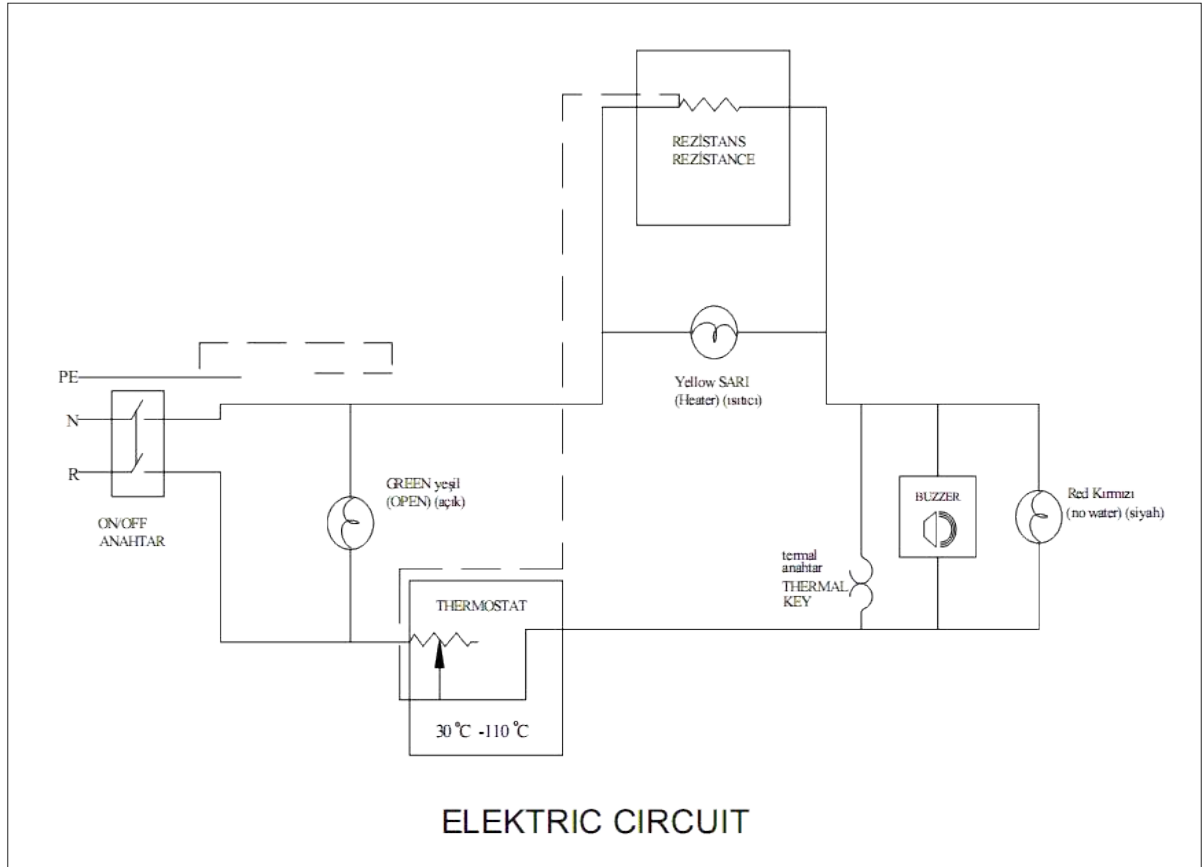 REZİSTANS
REZİSTANCE
Yellow SARI
(Heater) (ısıtıcı)
PE
N
R
ON/OFF
ANAHTAR
GREEN yeşil
(OPEN) (açık)
THERMOSTAT
30 °C -110 °C
termal
anahtar
THERMAL
KEY
BUZZER
Red Kırmızı
(no water) (siyah)
ELEKTRIC CIRCUIT